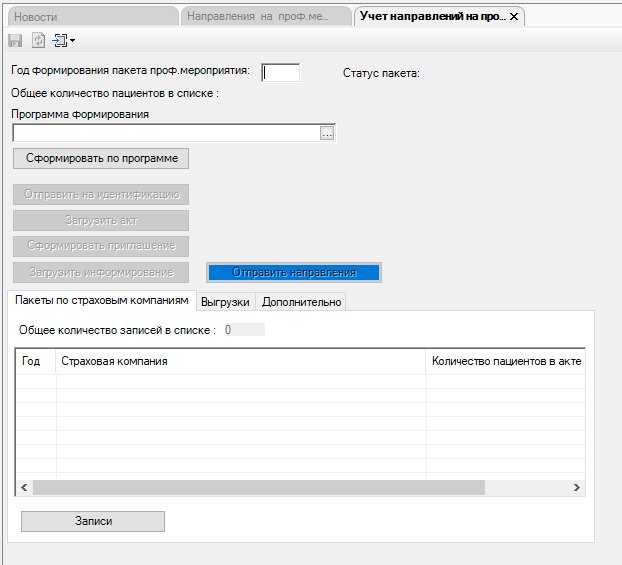 Новости
Направления на проф.ме...
Учет направлений на про...
Год формирования пакета проф.мероприятия:
Статус пакета:
Общее количество пациентов в списке :
Программа формирования
...
Сформировать по программе
Отправить на идентификацию
Загрузить акт
Сформировать приглашение
Загрузить информирование
Отправить направления
Пакеты по страховым компаниям
Выгрузки
Дополнительно
Общее количество записей в списке : 0
Год
Страховая компания
Количество пациентов в акте
Записи